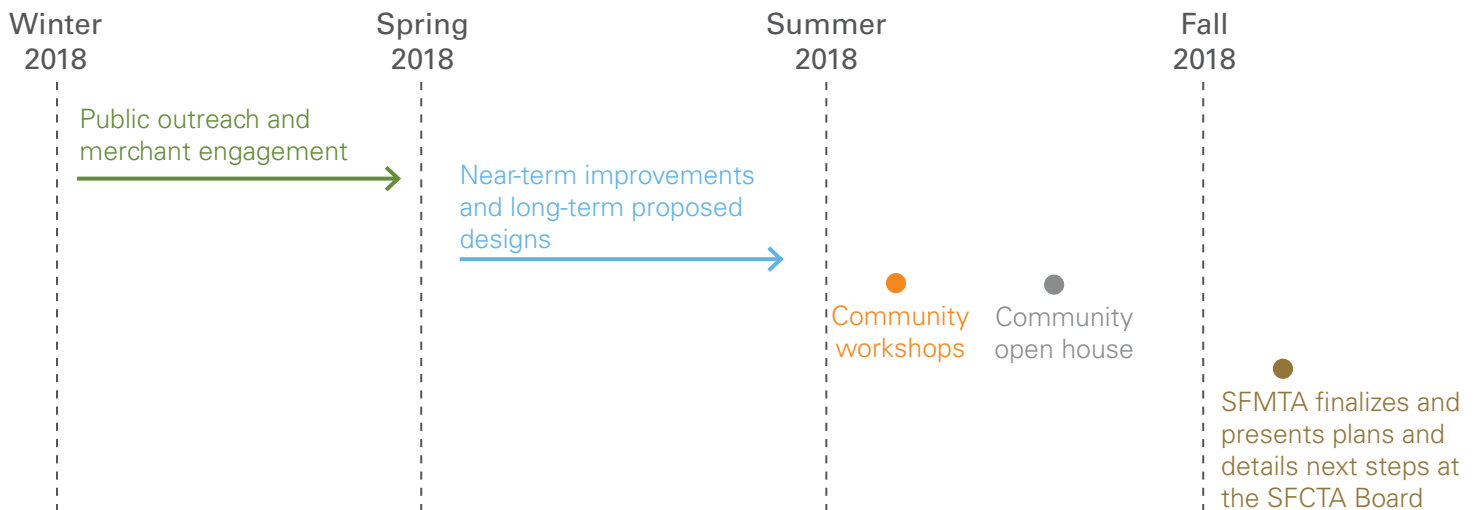 Winter
2018
Spring
2018
Summer
2018
Fall
2018
Public outreach and
merchant engagement
Near-term improvements
and long-term proposed
designs
Community
workshops
Community
open house
SFMTA finalizes and
presents plans and
details next steps at
the SFCTA Board